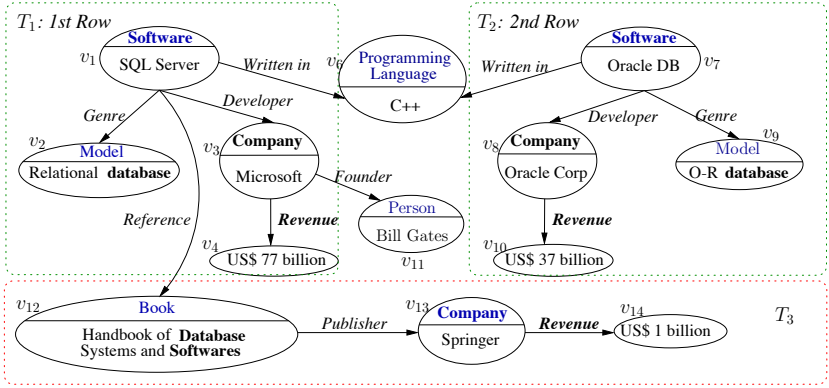 T₁: 1st Row
T₂: 2nd Row
Software
SQL Server
v₁
v₆
Programming
Language
C++
Software
Oracle DB
v₇
Written in
Written in
Genre
Developer
Developer
Genre
v₂
Model
Relational database
v₃
Company
Microsoft
v₈
Company
Oracle Corp
v₉
Model
O-R database
Founder
Reference
Revenue
Person
Bill Gates
v₁₁
Revenue
v₄
US$ 77 billion
v₁₀
US$ 37 billion
v₁₂
Book
Handbook of Database
Systems and Softwares
Publisher
v₁₃
Company
Springer
Revenue
v₁₄
US$ 1 billion
T₃